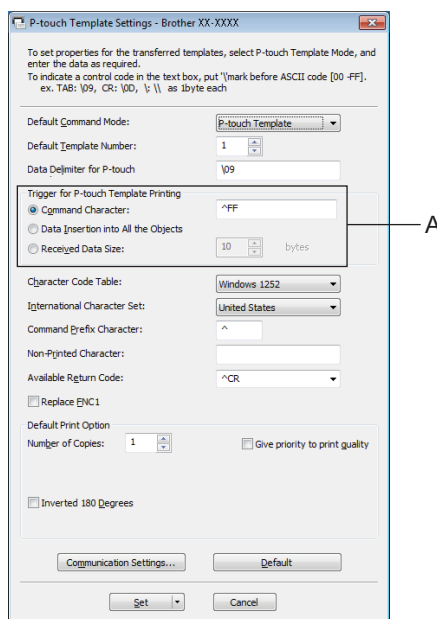 P-touch Template Settings - Brother XX-XXXX
To set properties for the transferred templates, select P-touch Template Mode, and
enter the data as required.
To indicate a control code in the text box, put '\'mark before ASCII code [00 -FF].
ex. TAB: \09, CR: \0D, \: \\ as 1byte
each
Default Command Mode: P-touch Template
Default Template Number: 1
Data Delimiter for P-touch \09
Trigger for P-touch Template Printing
Command Character: ^FF
A
Data Insertion into All the Objects
Received Data Size: 10 bytes
Character Code Table: Windows 1252
International Character Set: United States
Command Prefix Character: ^
Non-Printed Character:
Available Return Code: ^CR
Replace FNC1
Default Print Option
Number of Copies: 1 Give priority to print quality
Inverted 180 Degrees
Communication Settings... Default
Set Cancel